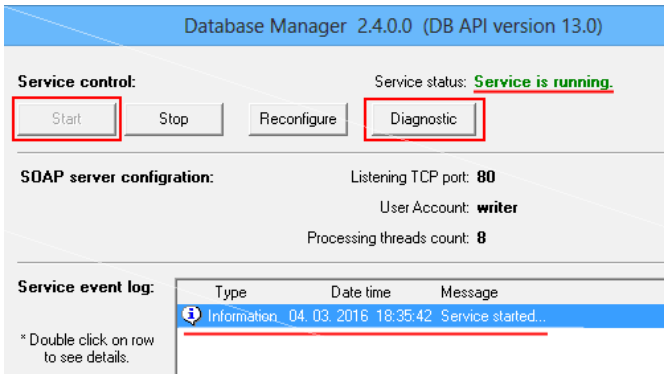 Database Manager 2.4.0.0 (DB API version 13.0)
Service control:
Service status: Service is running.
Start Stop Reconfigure Diagnostic
SOAP server configration:
Listening TCP port: 80
User Account: writer
Processing threads count: 8
Service event log:
Type Date time Message
Information 04. 03. 2016 18:35:42 Service started...
* Double click on row
to see details.